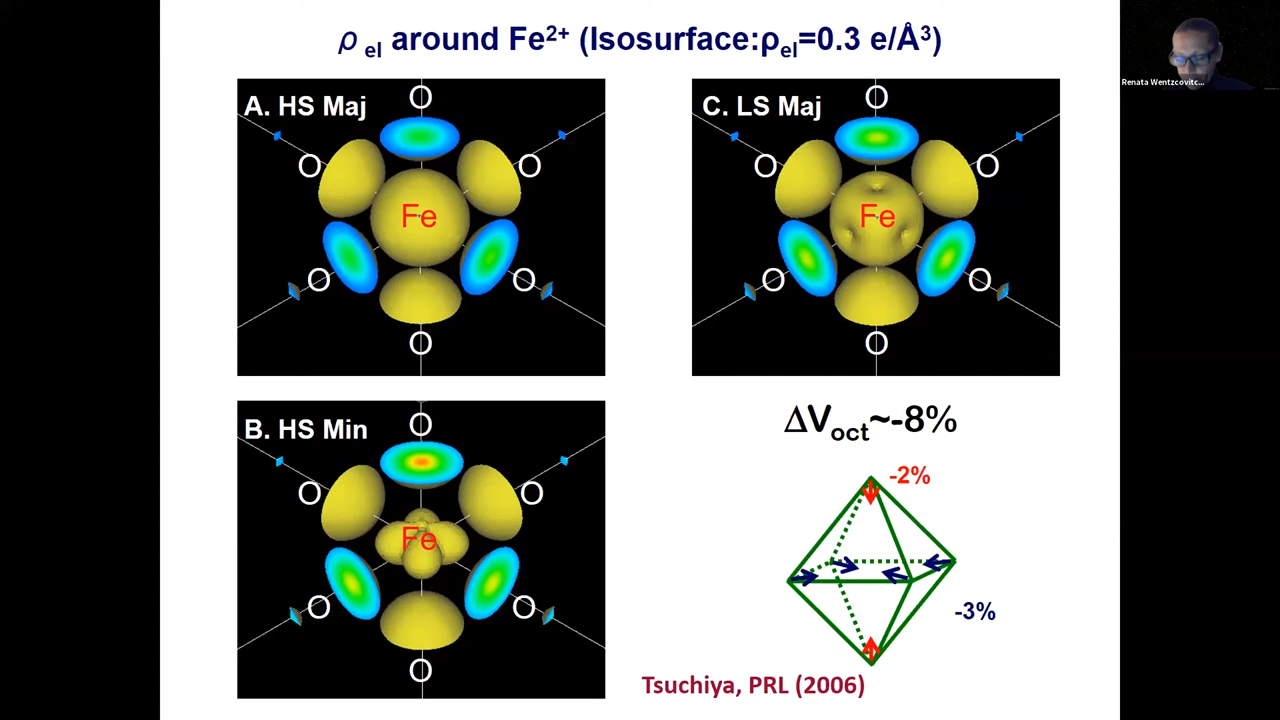 ρel around Fe2+ (Isosurface:ρel=0.3 e/Å3)
Renata Wentzcovitc...
A. HS Maj
O
O
O
Fe
O
O
O
C. LS Maj
O
O
O
Fe
O
O
O
B. HS Min
O
O
O
Fe
O
O
O
ΔVoct~-8%
-2%
-3%
Tsuchiya, PRL (2006)